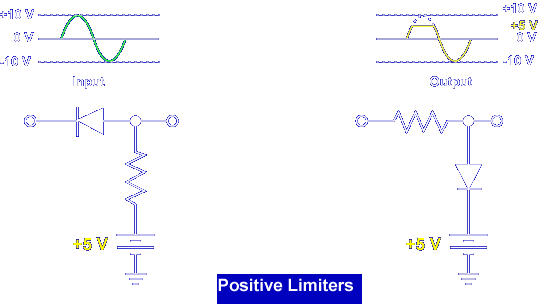 +10 V
0 V
-10 V
Input
+10 V
+5 V
0 V
-10 V
Output
+5 V
+5 V
Positive Limiters